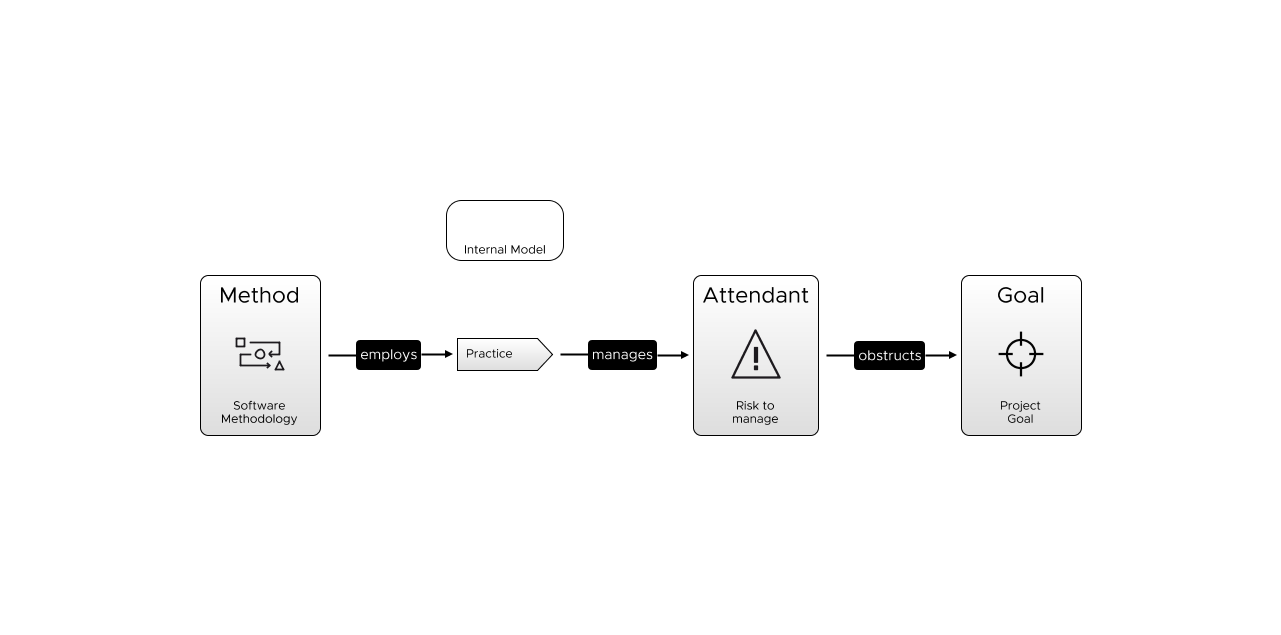 Internal Model
Method
Software
Methodology
employs
Practice
manages
Attendant
Risk to
manage
obstructs
Goal
Project
Goal